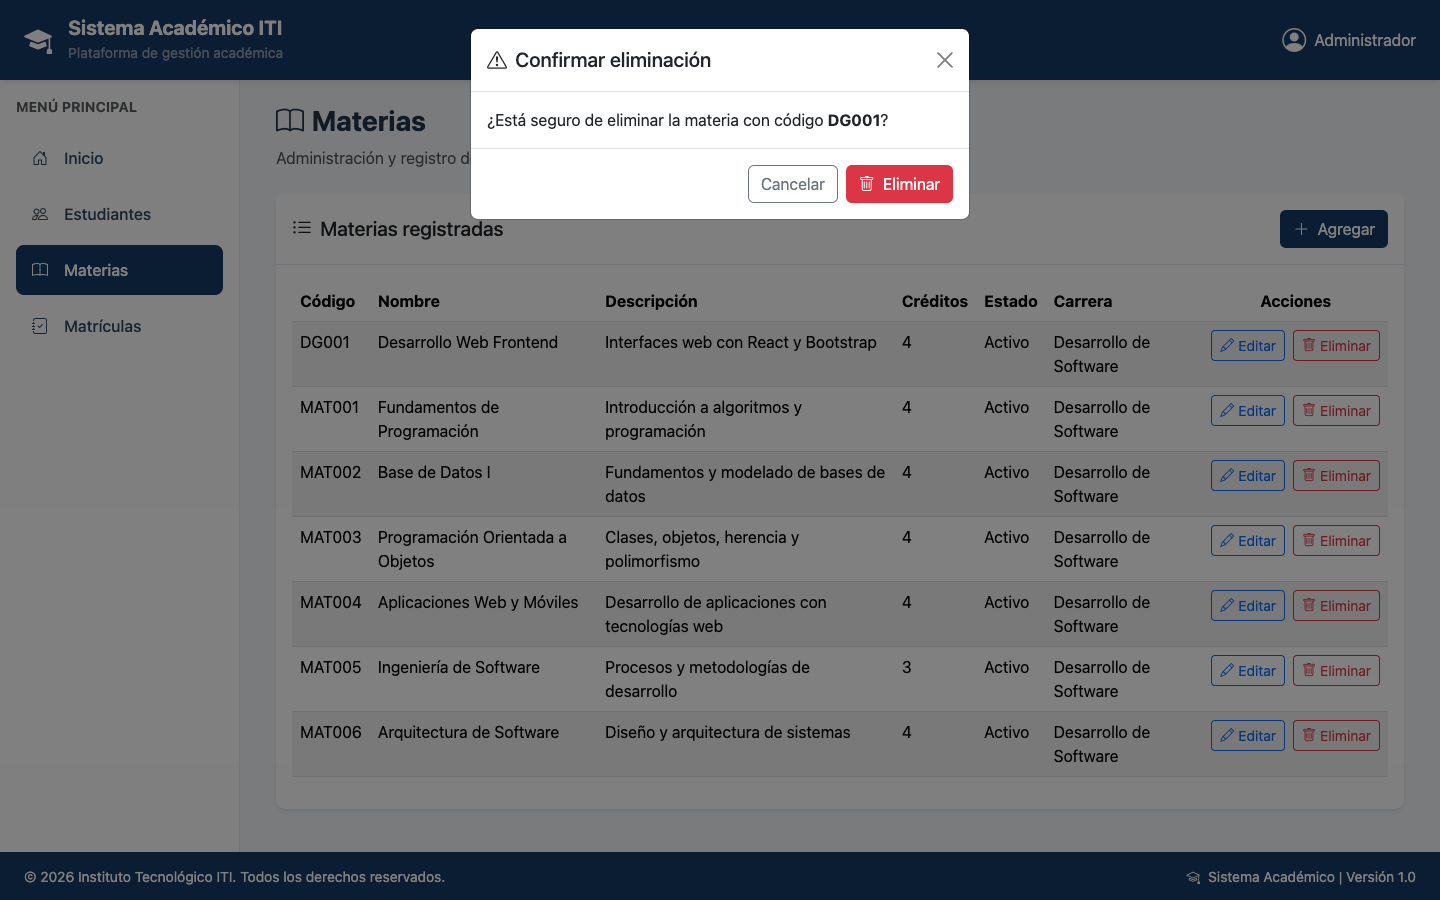 Sistema Académico ITI
Plataforma de gestión académica
Administrador
Confirmar eliminación
¿Está seguro de eliminar la materia con código DG001?
Cancelar
Eliminar
MENÚ PRINCIPAL
Inicio
Estudiantes
Materias
Matrículas
Materias
Administración y registro d
Materias registradas
Agregar
Código Nombre Descripción Créditos Estado Carrera Acciones
DG001 Desarrollo Web Frontend Interfaces web con React y Bootstrap 4 Activo Desarrollo de Editar Eliminar
Software
MAT001 Fundamentos de Introducción a algoritmos y 4 Activo Desarrollo de Editar Eliminar
Programación programación Software
MAT002 Base de Datos I Fundamentos y modelado de bases de 4 Activo Desarrollo de Editar Eliminar
datos Software
MAT003 Programación Orientada a Clases, objetos, herencia y 4 Activo Desarrollo de Editar Eliminar
Objetos polimorfismo Software
MAT004 Aplicaciones Web y Móviles Desarrollo de aplicaciones con 4 Activo Desarrollo de Editar Eliminar
tecnologías web Software
MAT005 Ingeniería de Software Procesos y metodologías de 3 Activo Desarrollo de Editar Eliminar
desarrollo Software
MAT006 Arquitectura de Software Diseño y arquitectura de sistemas 4 Activo Desarrollo de Editar Eliminar
Software
© 2026 Instituto Tecnológico ITI. Todos los derechos reservados.
Sistema Académico | Versión 1.0